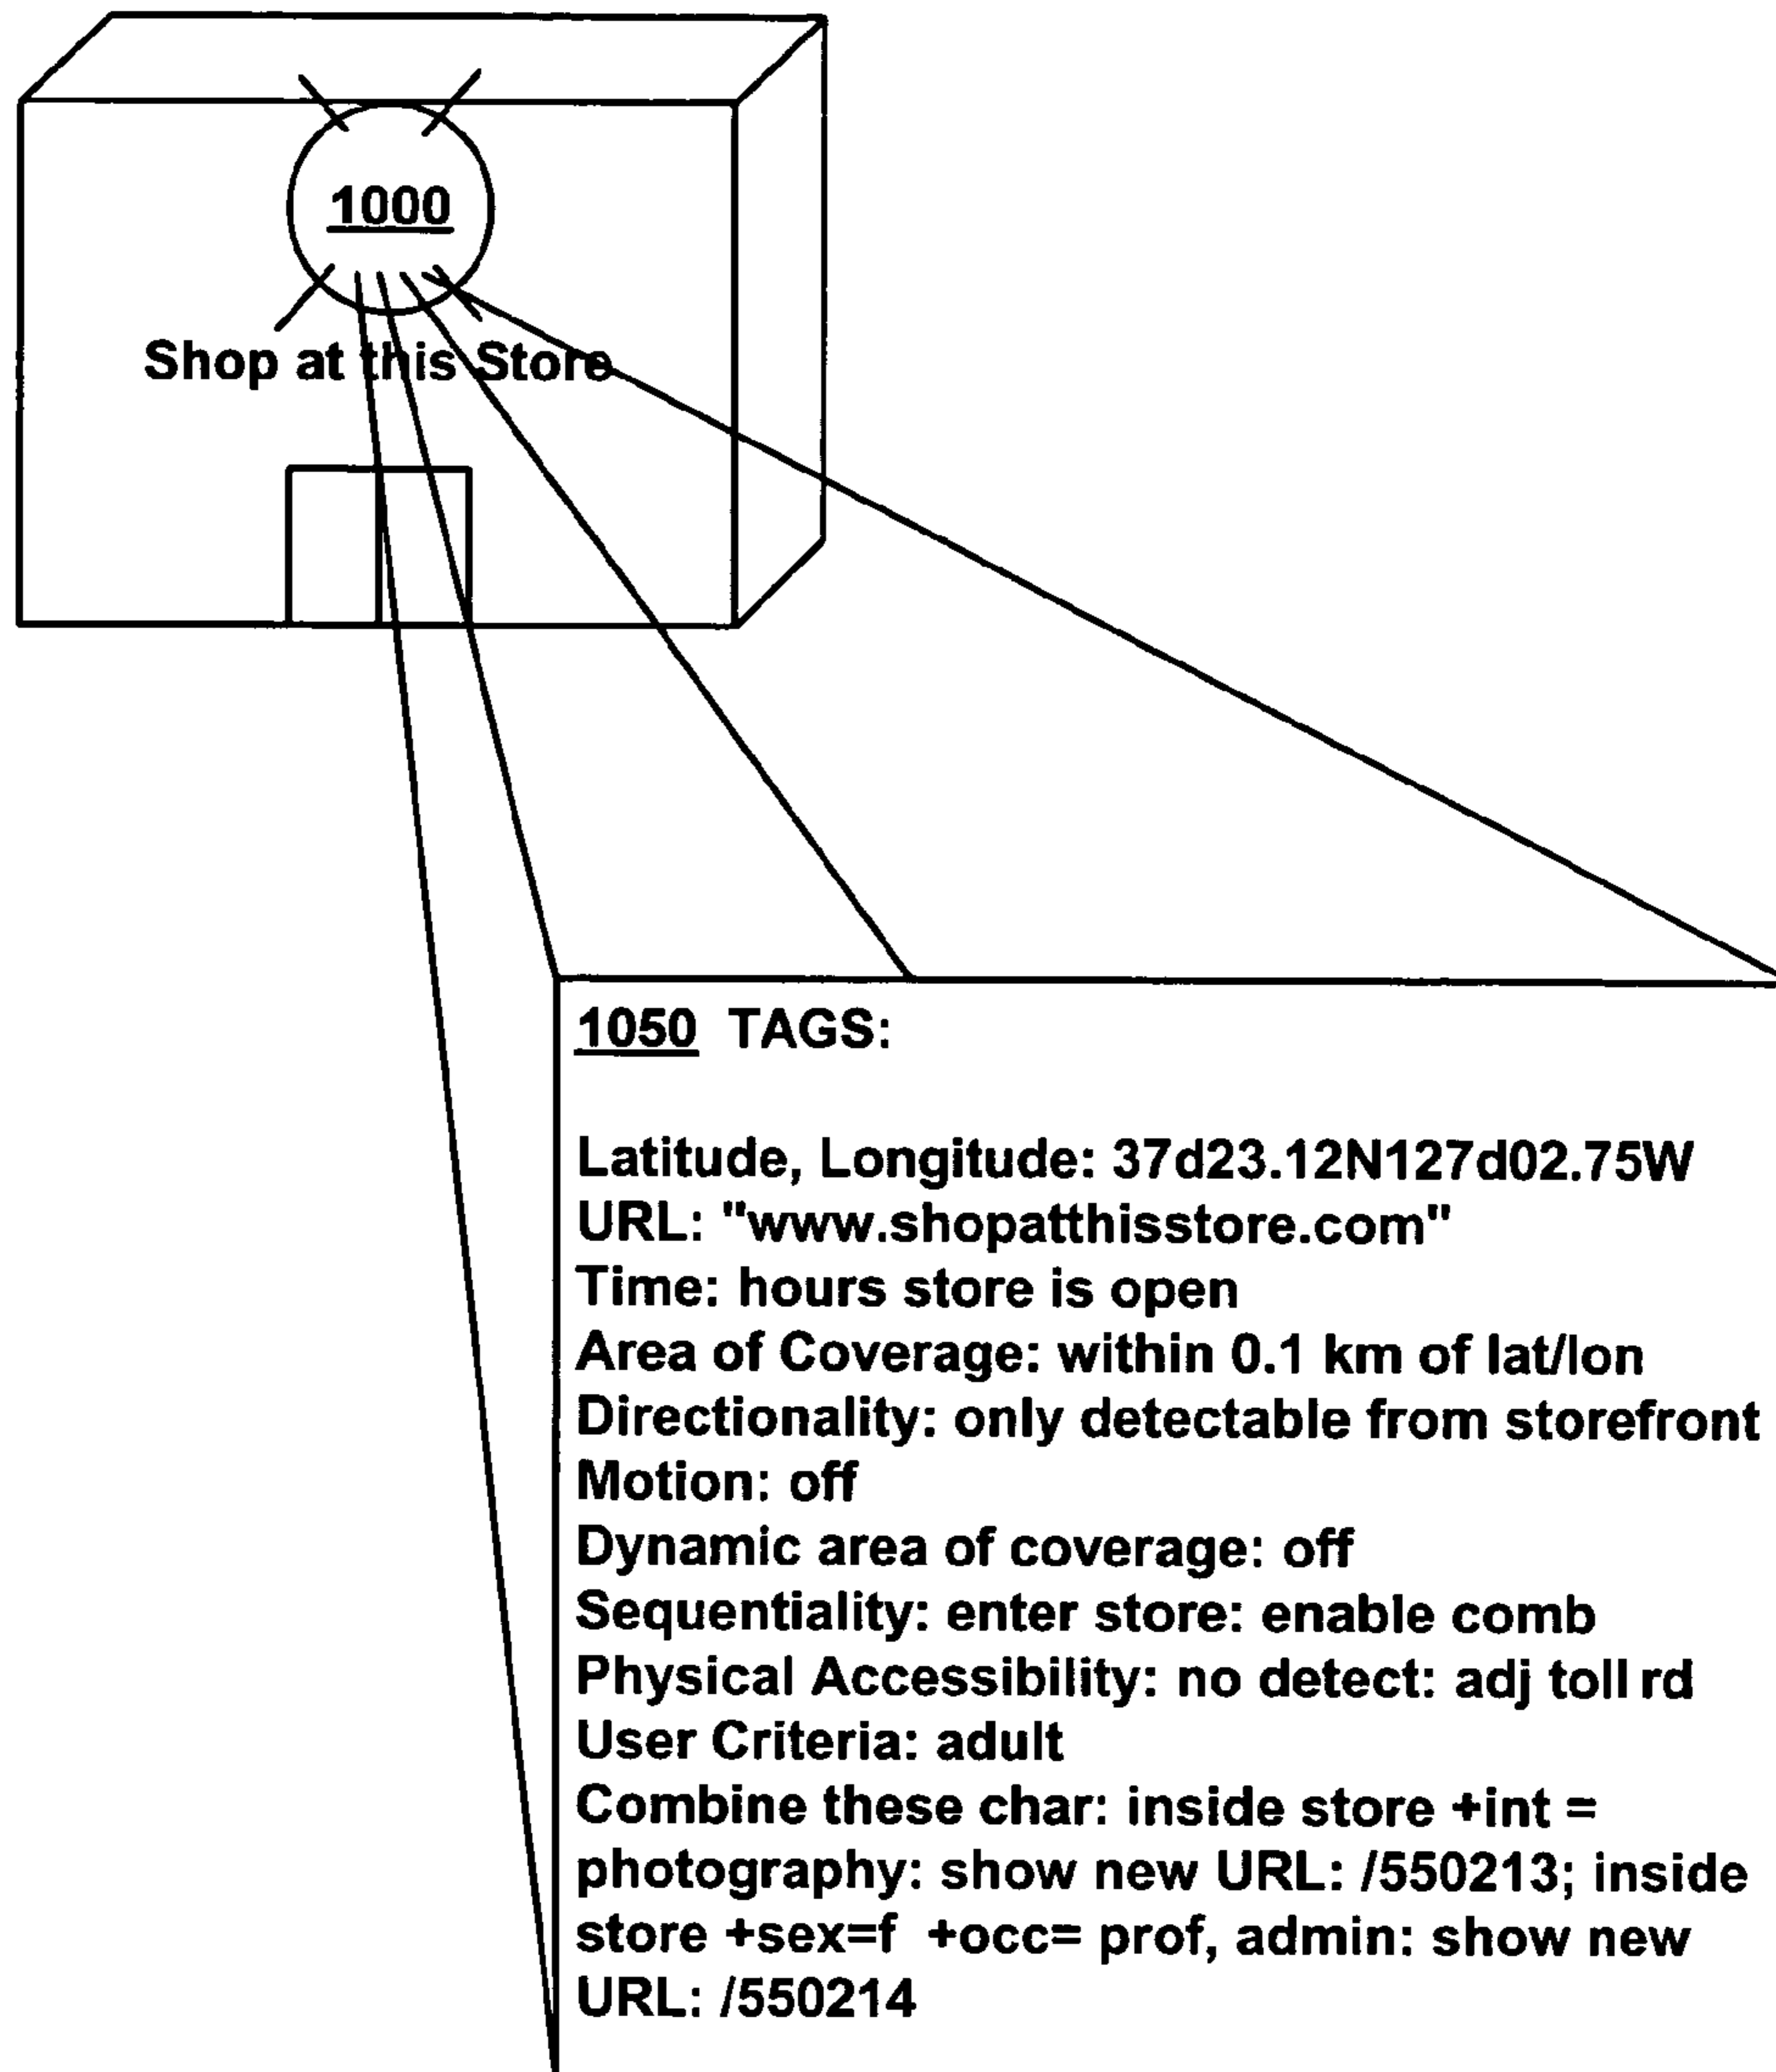 1000
Shop at this Store
1050 TAGS:
Latitude, Longitude: 37d23.12N127d02.75W
URL: "www.shopatthisstore.com"
Time: hours store is open
Area of Coverage: within 0.1 km of lat/lon
Directionality: only detectable from storefront
Motion: off
Dynamic area of coverage: off
Sequentiality: enter store: enable comb
Physical Accessibility: no detect: adj toll rd
User Criteria: adult
Combine these char: inside store +int =
photography: show new URL: /550213; inside
store +sex=f +occ= prof, admin: show new
URL: /550214